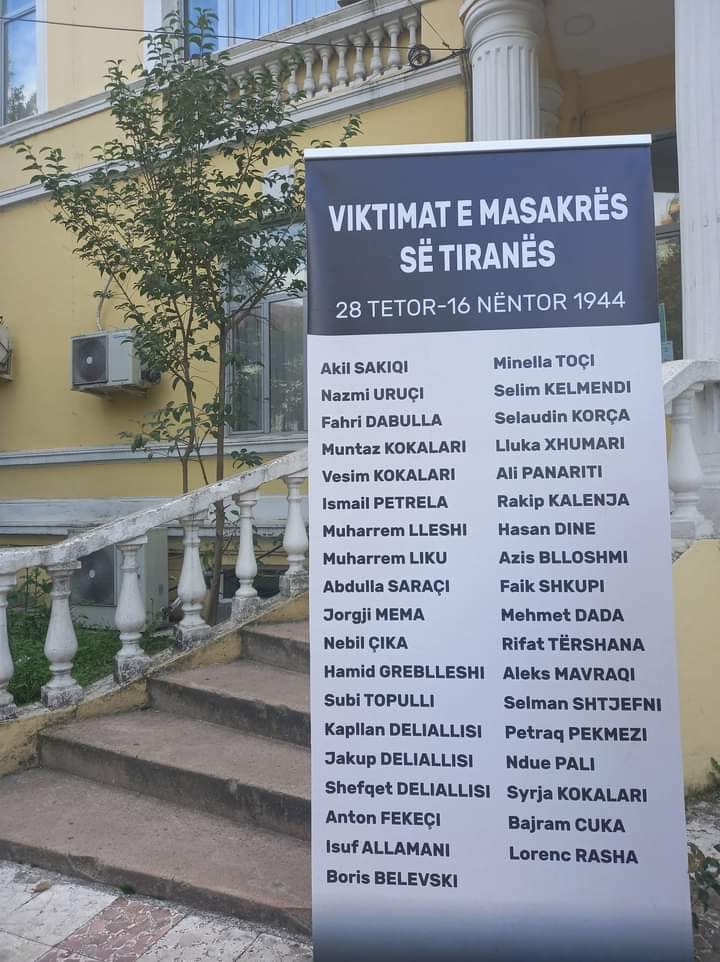 VIKTIMAT E MASAKRËS
SË TIRANËS
28 TETOR-16 NËNTOR 1944
Akil SAKIQI
Nazmi URUÇI
Fahri DABULLA
Muntaz KOKALARI
Vesim KOKALARI
Ismail PETRELA
Muharrem LLESHI
Muharrem LIKU
Abdulla SARAÇI
Jorgji MEMA
Nebil ÇIKA
Hamid GREBLLESHI
Subi TOPULLI
Kapllan DELIALLISI
Jakup DELIALLISI
Shefqet DELIALLISI
Anton FEKEÇI
Isuf ALLAMANI
Boris BELEVSKI
Minella TOÇI
Selim KELMENDI
Selaudin KORÇA
Lluka XHUMARI
Ali PANARITI
Rakip KALENJA
Hasan DINE
Azis BLLOSHMI
Faik SHKUPI
Mehmet DADA
Rifat TËRSHANA
Aleks MAVRAQI
Selman SHTJEFNI
Petraq PEKMEZI
Ndue PALI
Syrja KOKALARI
Bajram CUKA
Lorenc RASHA